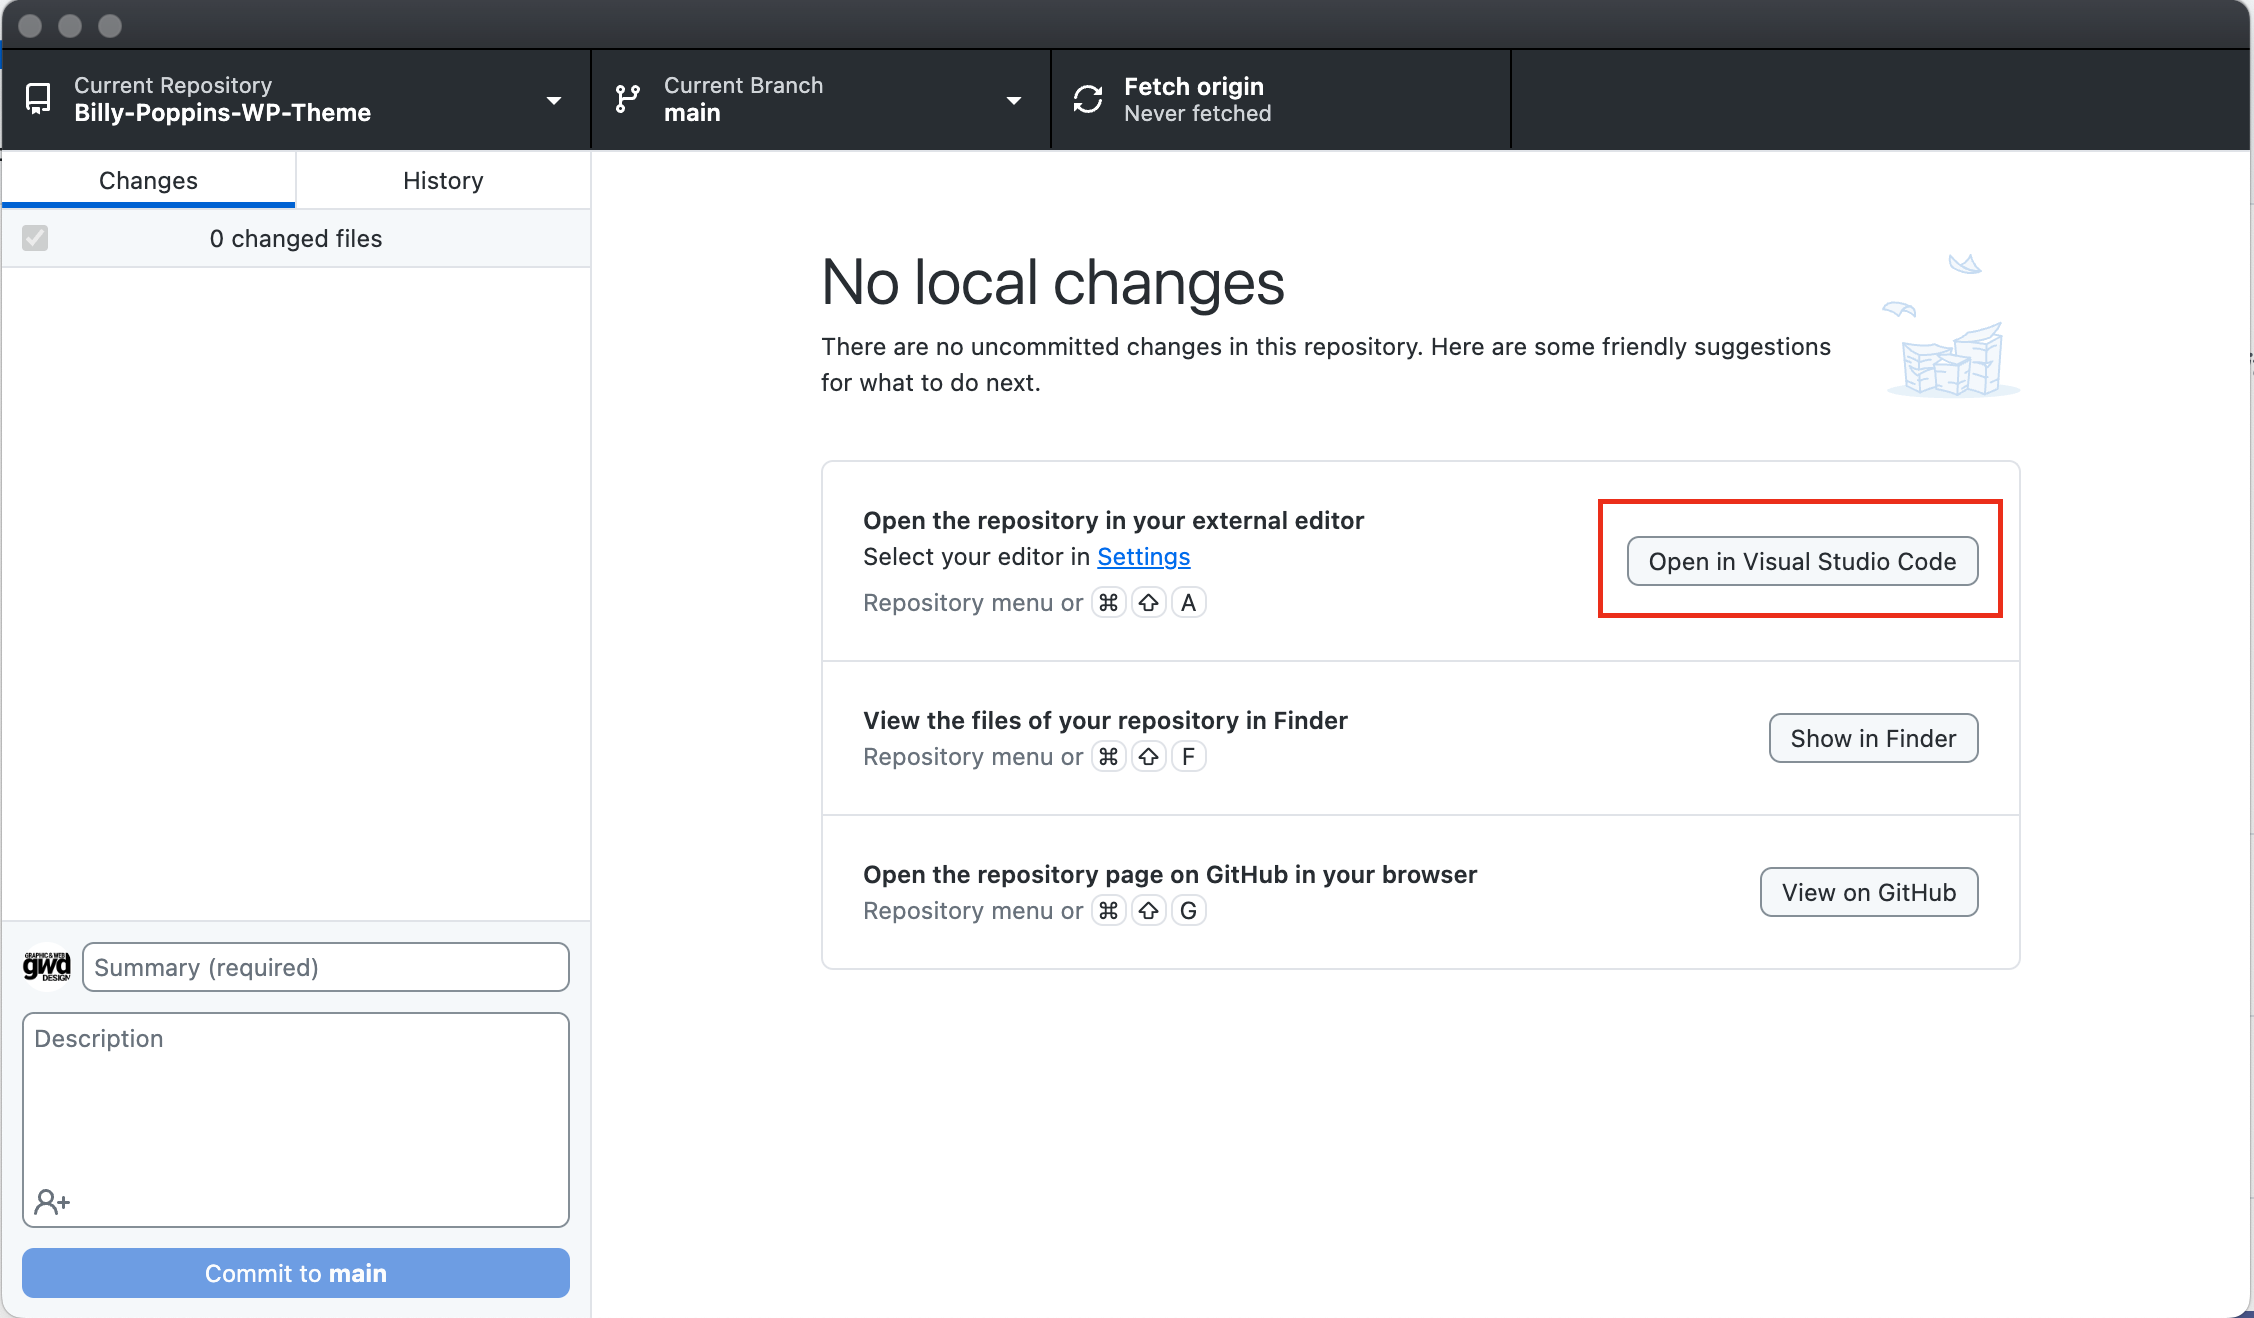 Current Repository
Billy-Poppins-WP-Theme
Current Branch
main
Fetch origin
Never fetched
Changes
History
0 changed files
No local changes
There are no uncommitted changes in this repository. Here are some friendly suggestions
for what to do next.
Open the repository in your external editor
Select your editor in Settings
Repository menu or ⌘ ⇧ A
Open in Visual Studio Code
View the files of your repository in Finder
Repository menu or ⌘ ⇧ F
Show in Finder
Open the repository page on GitHub in your browser
Repository menu or ⌘ ⇧ G
View on GitHub
GRAPHIC & WEB
gwd
DESIGN
Summary (required)
Description
Commit to main